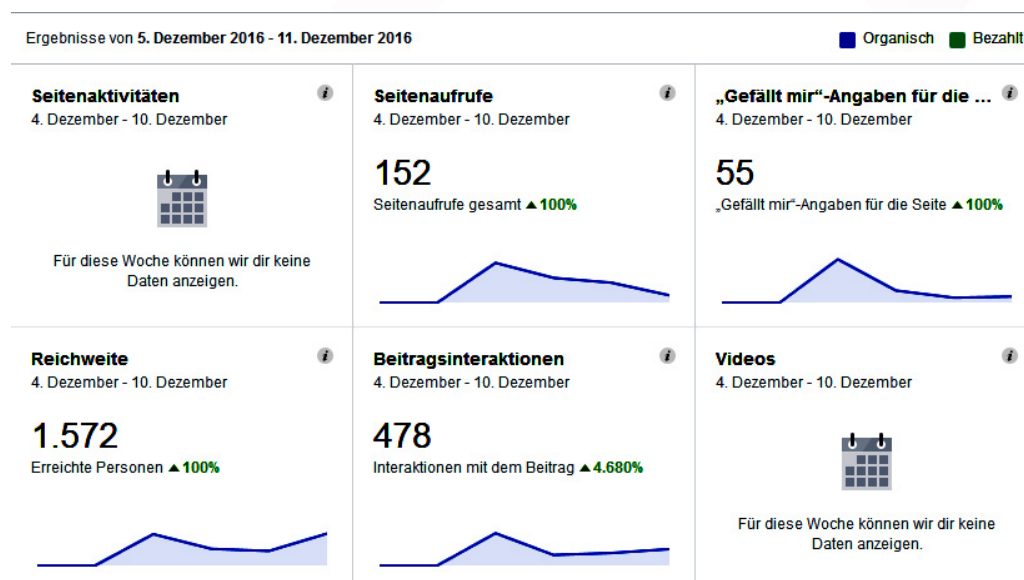 Ergebnisse von 5. Dezember 2016 - 11. Dezember 2016
Organisch
Bezahlt
Seitenaktivitäten
4. Dezember - 10. Dezember
Für diese Woche können wir dir keine
Daten anzeigen.
Seitenaufrufe
4. Dezember - 10. Dezember
152
Seitenaufrufe gesamt ▲ 100%
„Gefällt mir“-Angaben für die ...
4. Dezember - 10. Dezember
55
„Gefällt mir“-Angaben für die Seite ▲ 100%
Reichweite
4. Dezember - 10. Dezember
1.572
Erreichte Personen ▲ 100%
Beitragsinteraktionen
4. Dezember - 10. Dezember
478
Interaktionen mit dem Beitrag ▲ 4.680%
Videos
4. Dezember - 10. Dezember
Für diese Woche können wir dir keine
Daten anzeigen.